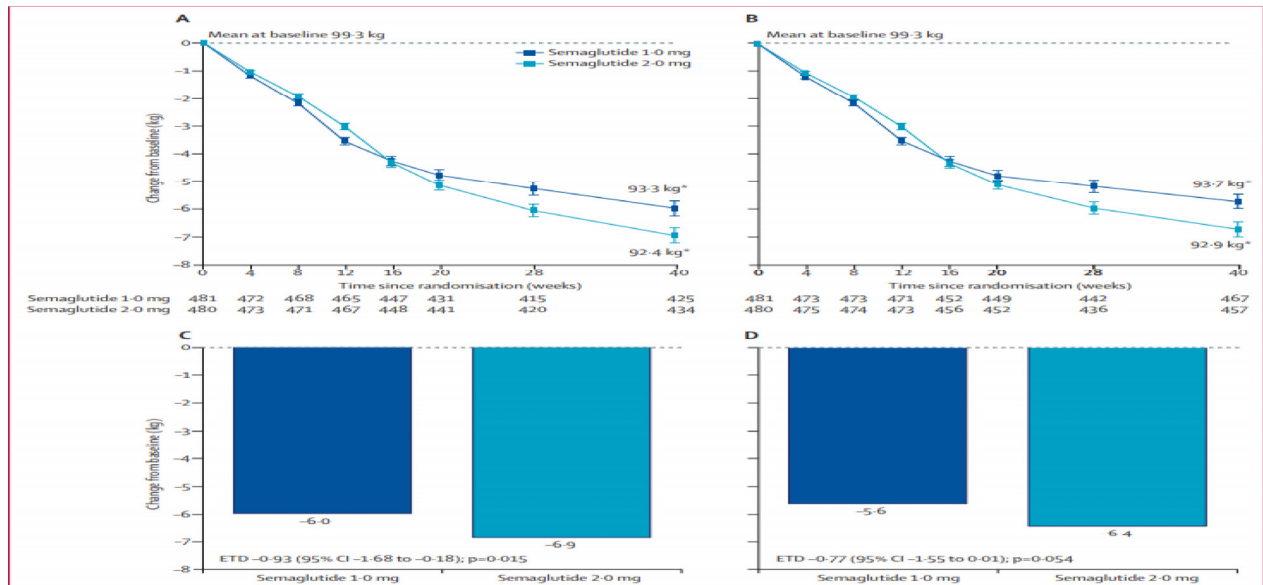 A
Mean at baseline 99·3 kg
Semaglutide 1·0 mg
Semaglutide 2·0 mg
0
–1
–2
–3
–4
–5
–6
–7
–8
Change from baseline (kg)
93·3 kg*
92·4 kg*
0 4 8 12 16 20 28 40
Time since randomisation (weeks)
Semaglutide 1·0 mg 481 472 468 465 447 431 415 425
Semaglutide 2·0 mg 480 473 471 467 448 441 420 434
B
Mean at baseline 99·3 kg
93·7 kg*
92·9 kg*
0 4 8 12 16 20 28 40
Time since randomisation (weeks)
481 473 473 471 452 449 442 467
480 475 474 473 456 452 436 457
C
0
–1
–2
–3
–4
–5
–6
–7
–8
Change from baseline (kg)
–6·0
–6·9
ETD –0·93 (95% CI –1·68 to –0·18); p=0·015
Semaglutide 1·0 mg
Semaglutide 2·0 mg
D
–5·6
6·4
ETD –0·77 (95% CI –1·55 to 0·01); p=0·054
Semaglutide 1·0 mg
Semaglutide 2·0 mg